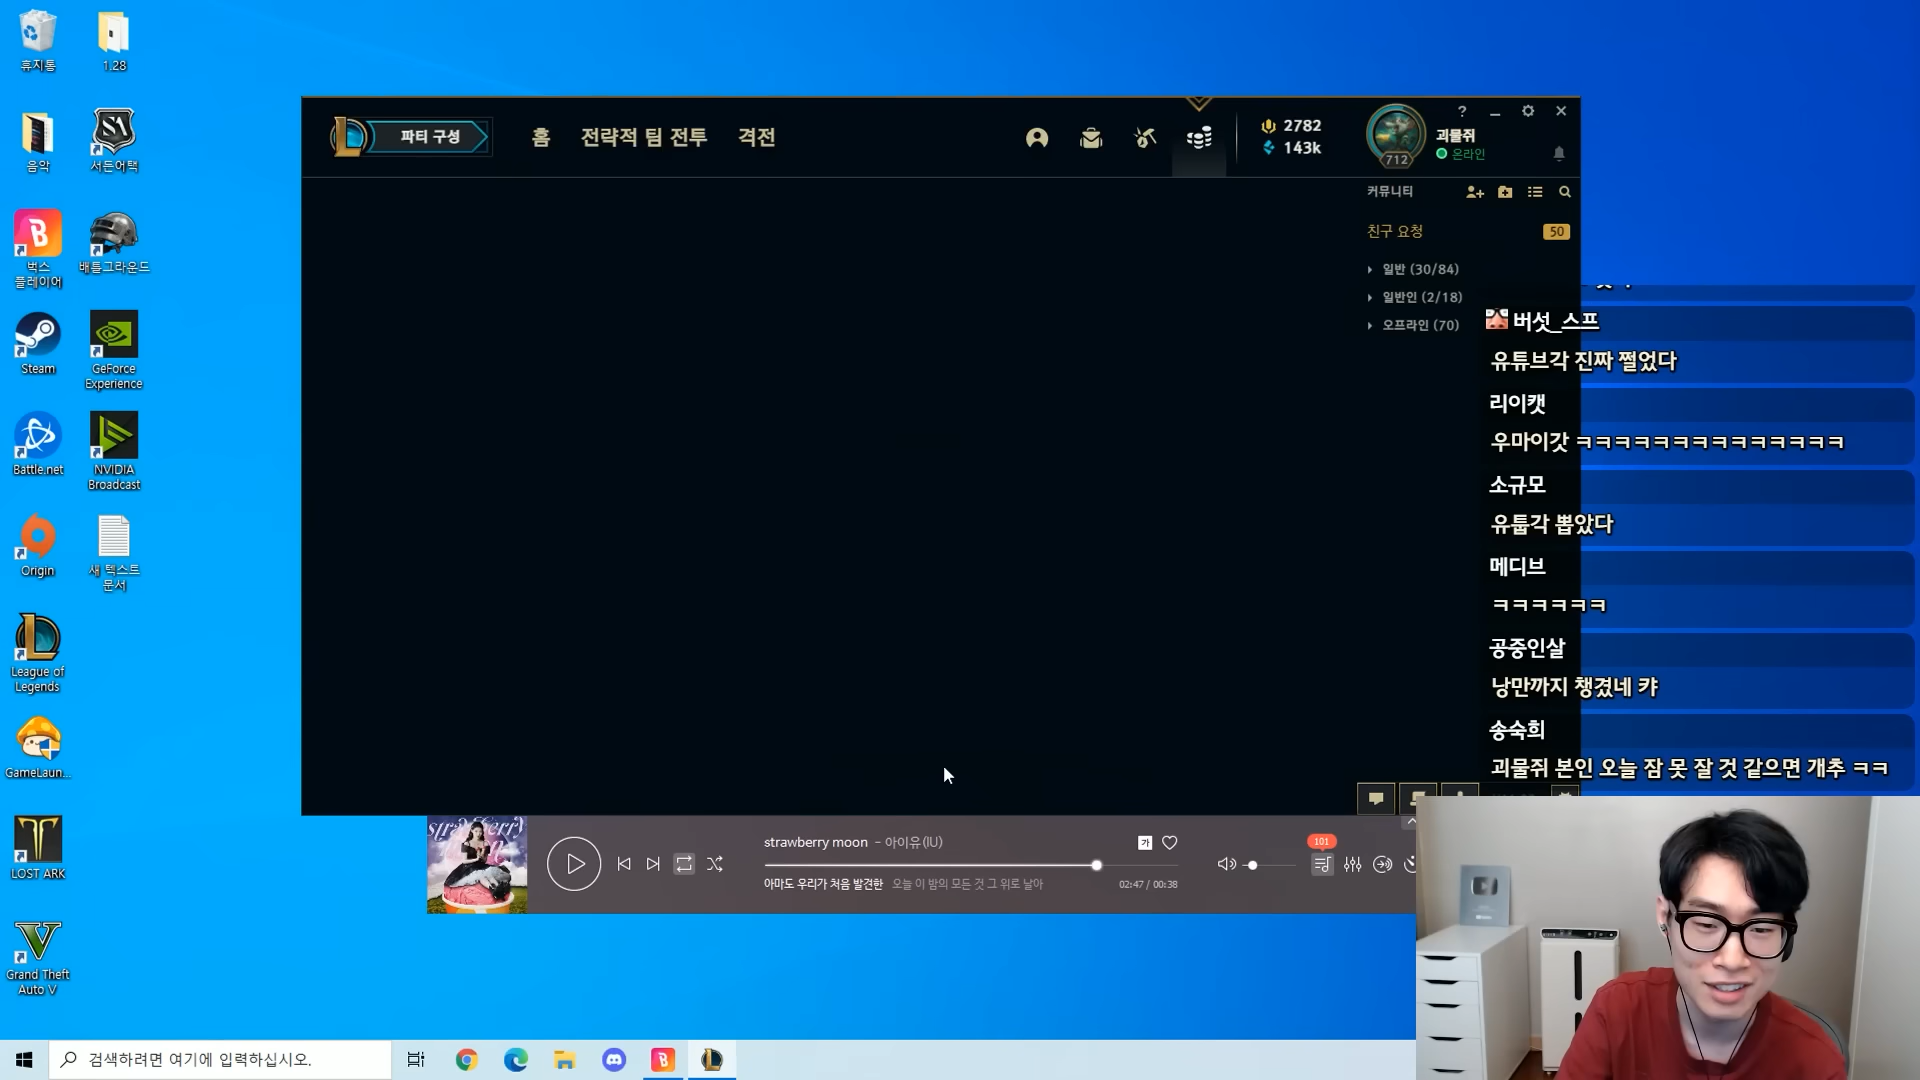 휴지통
1.28
음악
서든어택
벅스
플레이어
배틀그라운드
Steam
GeForce
Experience
Battle.net
NVIDIA
Broadcast
Origin
새 텍스트
문서
League of
Legends
GameLaun...
LOST ARK
Grand Theft
Auto V
파티 구성
홈
전략적 팀 전투
격전
2782
143k
712
괴물쥐
온라인
커뮤니티
친구 요청
50
일반 (30/84)
일반인 (2/18)
오프라인 (70)
버섯_스프
유튜브각 진짜 쩔었다
리이캣
우마이갓 ㅋㅋㅋㅋㅋㅋㅋㅋㅋㅋㅋㅋㅋㅋ
소규모
유튭각 뽑았다
메디브
ㅋㅋㅋㅋㅋㅋ
공중인살
낭만까지 챙겼네 캬
송숙희
괴물쥐 본인 오늘 잠 못 잘 것 같으면 개추 ㅋㅋ
strawberry moon - 아이유(IU)
가
101
아마도 우리가 처음 발견한 오늘 이 밤의 모든 것 그 위로 날아
02:47 / 00:38
검색하려면 여기에 입력하십시오.